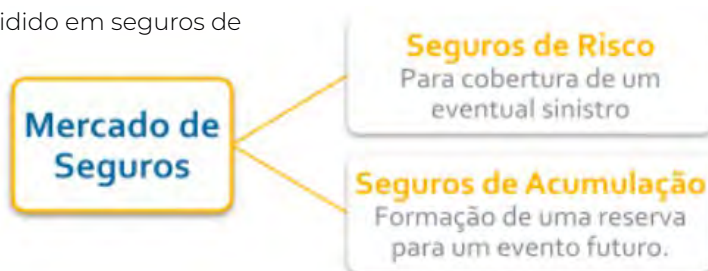 idido em seguros de
Seguros de Risco
Para cobertura de um
eventual sinistro
Mercado de
Seguros
Seguros de Acumulação
Formação de uma reserva
para um evento futuro.